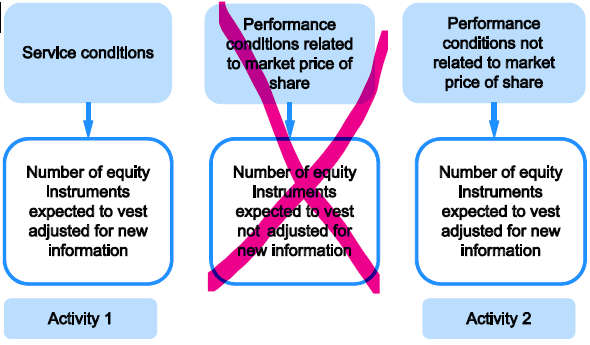 Service conditions
Performance
conditions related
to market price of
share
Performance
conditions not
related to market
price of share
Number of equity
Instruments
expected to vest
adjusted for new
information
Number of equity
Instruments
expected to vest
not adjusted for
new information
Number of equity
Instruments
expected to vest
adjusted for new
information
Activity 1
Activity 2